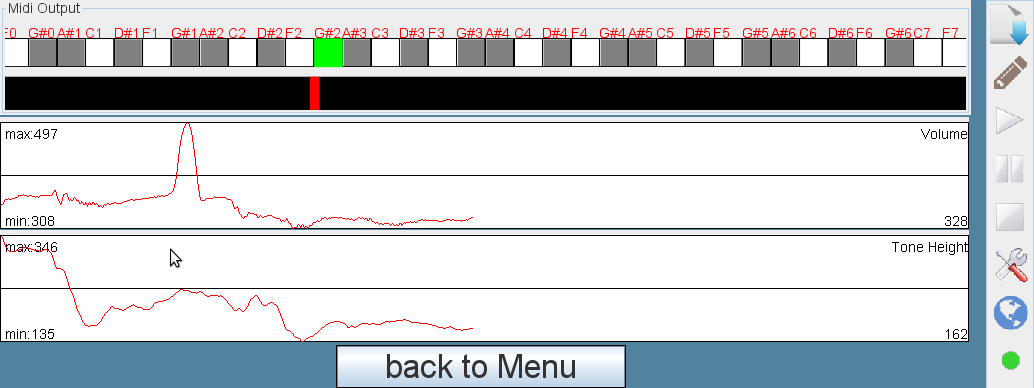 Midi Output
F0 G#0 A#1 C1 D#1 F1 G#1 A#2 C2 D#2 F2 G#2 A#3 C3 D#3 F3 G#3 A#4 C4 D#4 F4 G#4 A#5 C5 D#5 F5 G#5 A#6 C6 D#6 F6 G#6 C7 F7
max:497 Volume
min:308 328
max:346 Tone Height
min:135 162
back to Menu